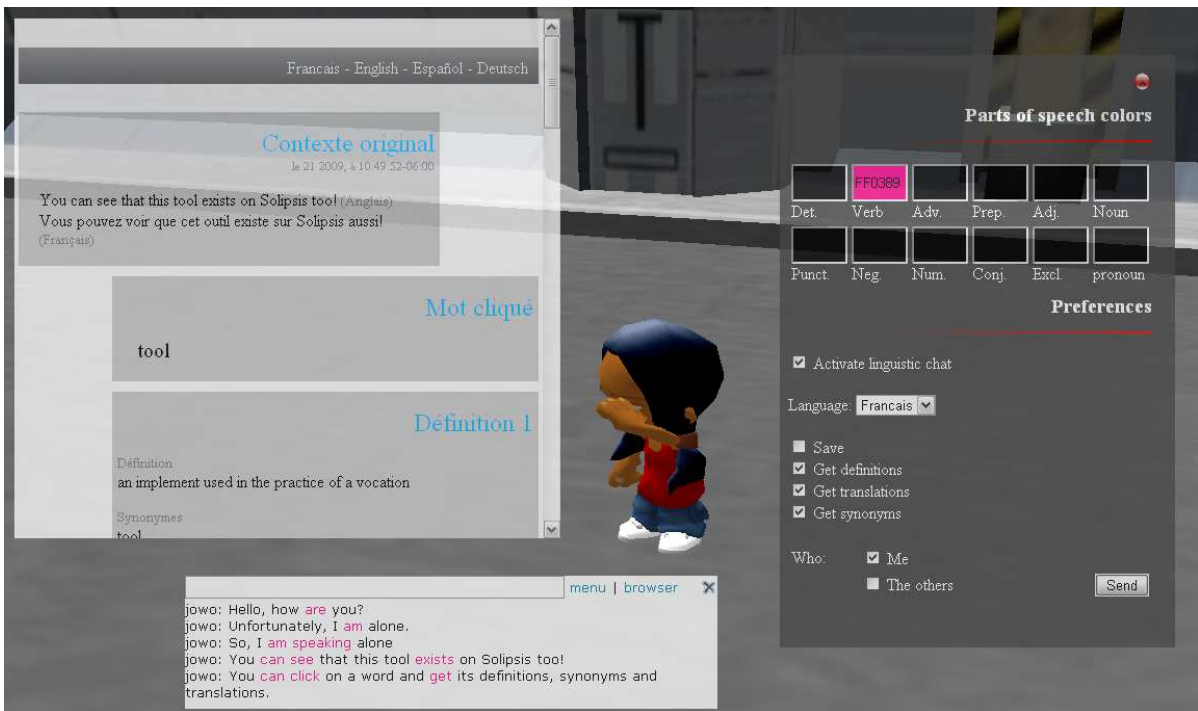 Francais - English - Español - Deutsch
Contexte original
le 21 2009, à 10:49:52-06:00
You can see that this tool exists on Solipsis too! (Anglais)
Vous pouvez voir que cet outil existe sur Solipsis aussi!
(Français)
Mot cliqué
tool
Définition 1
Définition
an implement used in the practice of a vocation
Synonymes
tool
menu | browser
jowo: Hello, how are you?
jowo: Unfortunately, I am alone.
jowo: So, I am speaking alone
jowo: You can see that this tool exists on Solipsis too!
jowo: You can click on a word and get its definitions, synonyms and
translations.
Parts of speech colors
FF0389
Det. Verb Adv. Prep. Adj. Noun
Punct. Neg. Num. Conj. Excl. pronoun
Preferences
Activate linguistic chat
Language: Francais
Save
Get definitions
Get translations
Get synonyms
Who: Me
The others
Send